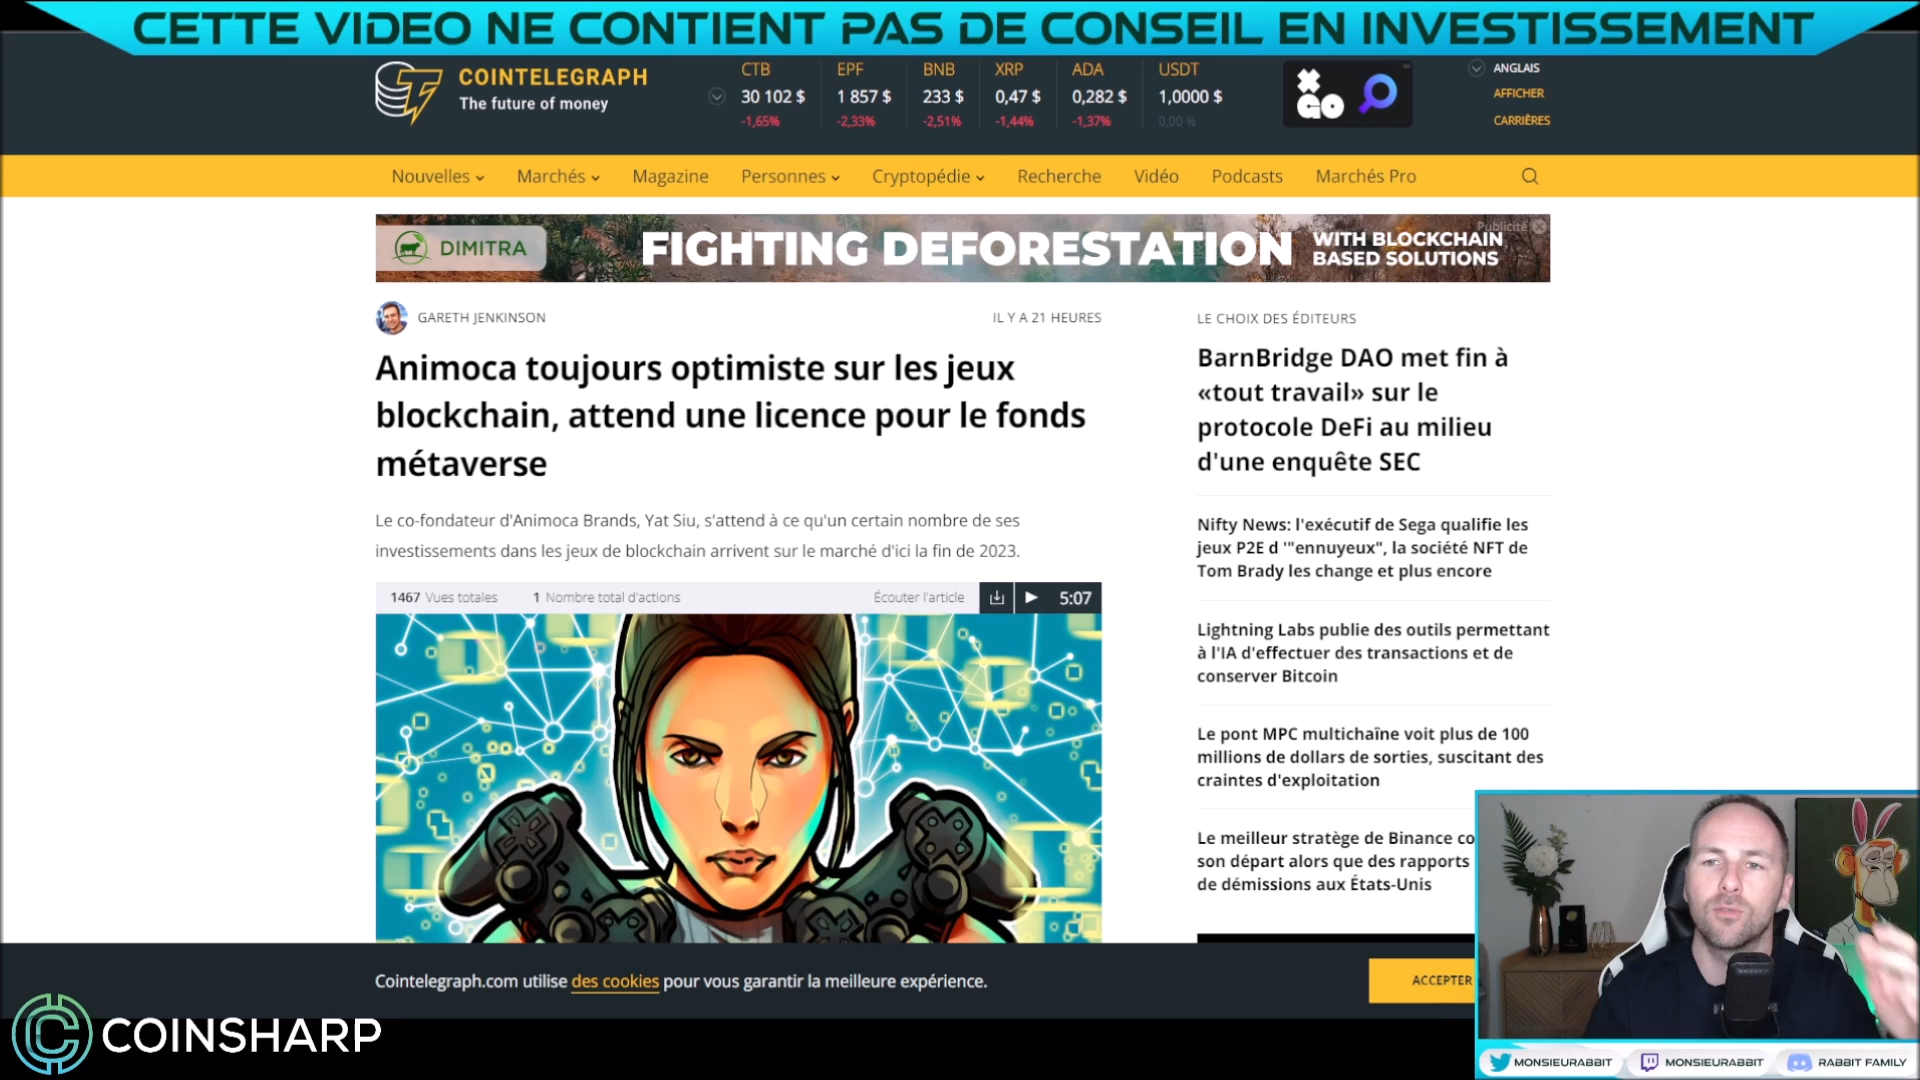 CETTE VIDEO NE CONTIENT PAS DE CONSEIL EN INVESTISSEMENT
COINTELEGRAPH
The future of money
CTB
30 102 $
-1,65%
EPF
1 857 $
-2,33%
BNB
233 $
-2,51%
XRP
0,47 $
-1,44%
ADA
0,282 $
-1,37%
USDT
1,0000 $
0,00 %
X
GO
ANGLAIS
AFFICHER
CARRIÈRES
Nouvelles
Marchés
Magazine
Personnes
Cryptopédie
Recherche
Vidéo
Podcasts
Marchés Pro
DIMITRA
FIGHTING DEFORESTATION
WITH BLOCKCHAIN
BASED SOLUTIONS
Publicité
GARETH JENKINSON
IL Y A 21 HEURES
Animoca toujours optimiste sur les jeux
blockchain, attend une licence pour le fonds
métaverse
Le co-fondateur d'Animoca Brands, Yat Siu, s'attend à ce qu'un certain nombre de ses
investissements dans les jeux de blockchain arrivent sur le marché d'ici la fin de 2023.
1467 Vues totales
1 Nombre total d'actions
Écouter l'article
5:07
LE CHOIX DES ÉDITEURS
BarnBridge DAO met fin à
«tout travail» sur le
protocole DeFi au milieu
d'une enquête SEC
Nifty News: l'exécutif de Sega qualifie les
jeux P2E d '"ennuyeux", la société NFT de
Tom Brady les change et plus encore
Lightning Labs publie des outils permettant
à l'IA d'effectuer des transactions et de
conserver Bitcoin
Le pont MPC multichaîne voit plus de 100
millions de dollars de sorties, suscitant des
craintes d'exploitation
Le meilleur stratège de Binance co
son départ alors que des rapports
de démissions aux États-Unis
Cointelegraph.com utilise des cookies pour vous garantir la meilleure expérience.
ACCEPTER
COINSHARP
MONSIEURABBIT
MONSIEURABBIT
RABBIT FAMILY